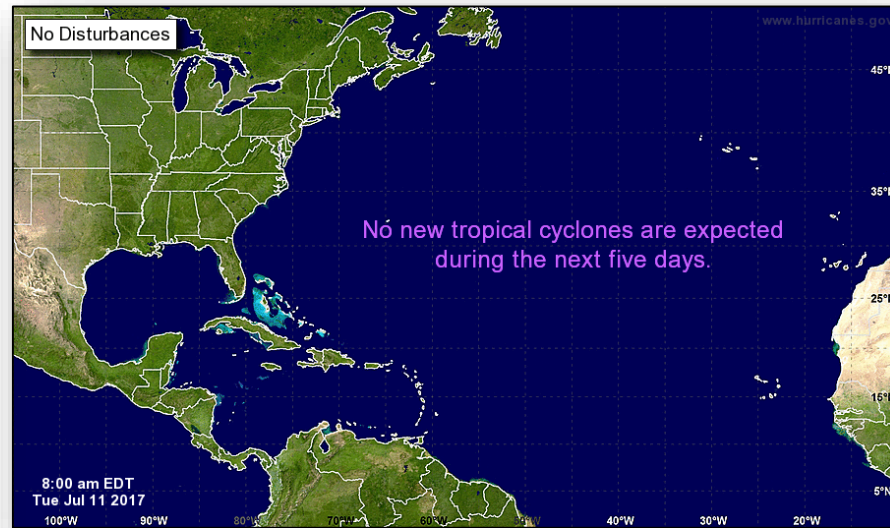 No Disturbances
www.hurricanes.gov
45°N
35°N
No new tropical cyclones are expected
during the next five days.
25°N
15°N
8:00 am EDT
Tue Jul 11 2017
5°N
100°W 90°W 80°W 70°W 60°W 50°W 40°W 30°W 20°W